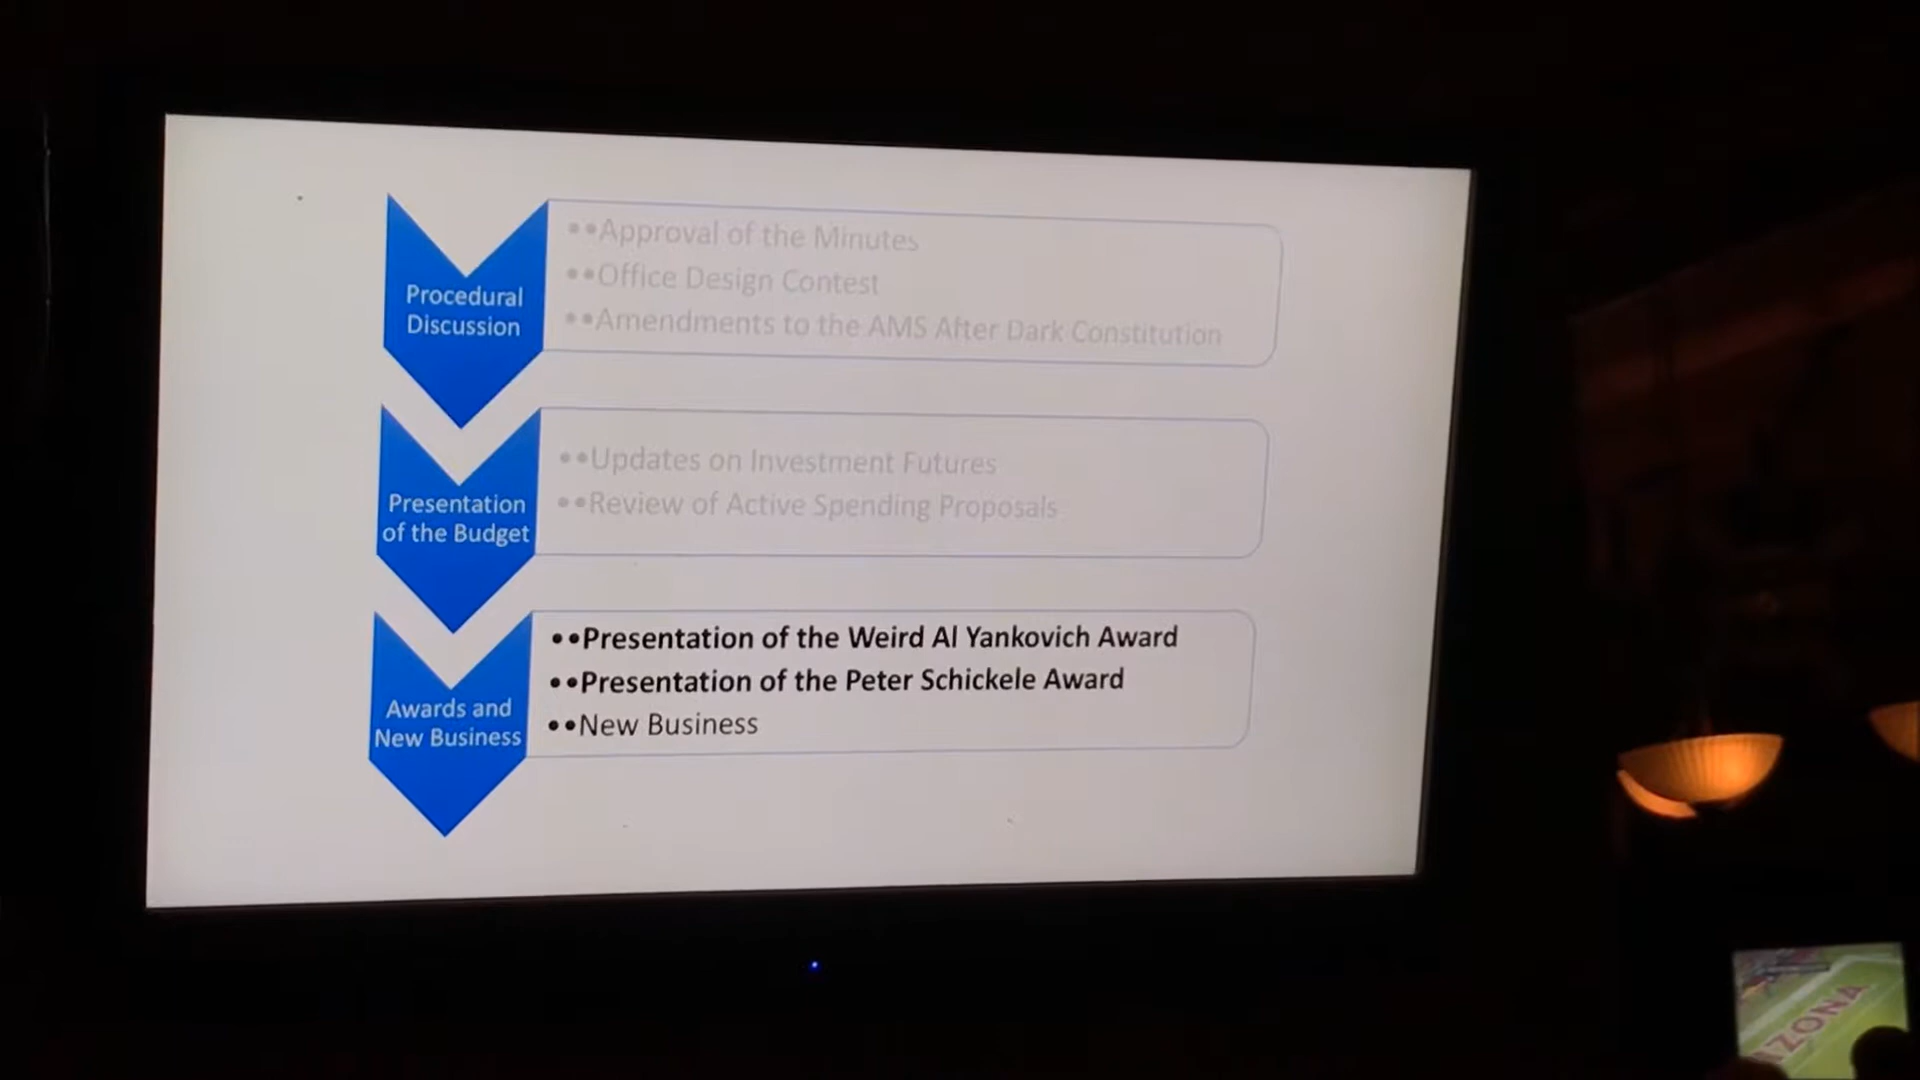 Procedural
Discussion
••Approval of the Minutes
••Office Design Contest
••Amendments to the AMS After Dark Constitution
Presentation
of the Budget
••Updates on Investment Futures
••Review of Active Spending Proposals
Awards and
New Business
••Presentation of the Weird Al Yankovich Award
••Presentation of the Peter Schickele Award
••New Business
IZONA